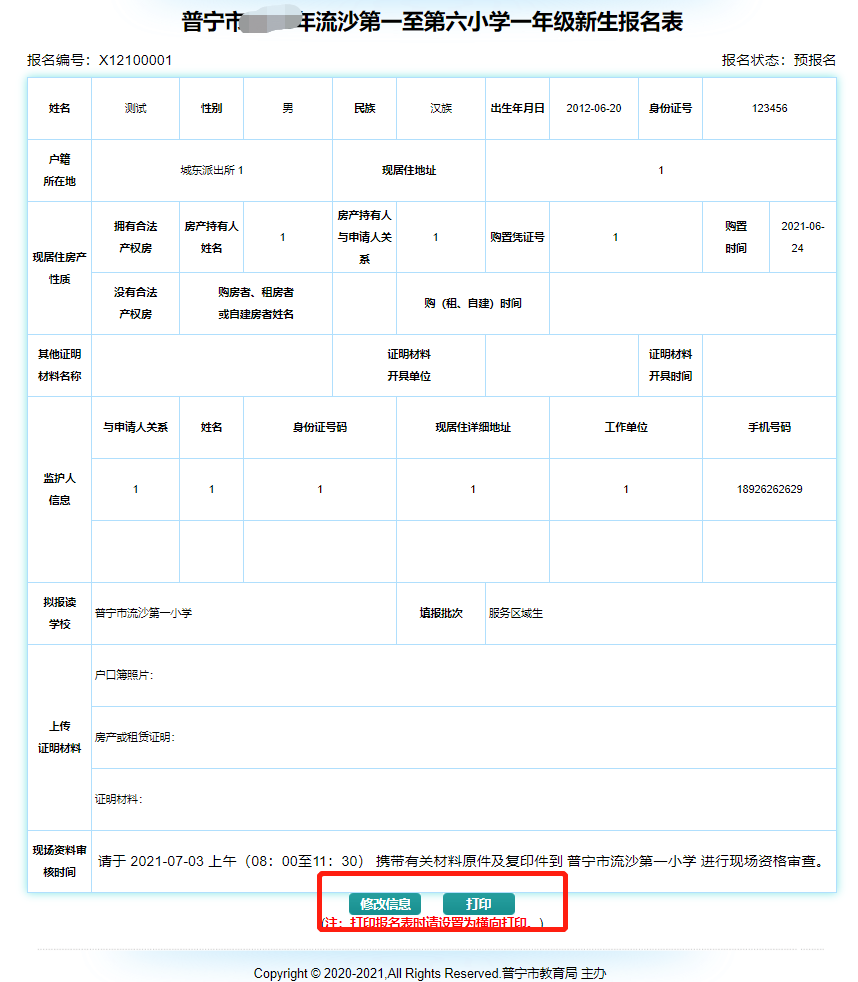 普宁市
年流沙第一至第六小学一年级新生报名表
报名编号：X12100001
报名状态：预报名
姓名
测试
性别
男
民族
汉族
出生年月日
2012-06-20
身份证号
123456
户籍
所在地
城东派出所 1
现居住地址
1
现居住房产
性质
拥有合法
产权房
房产持有人
姓名
1
房产持有人
与申请人关
系
1
购置凭证号
1
购置
时间
2021-06-
24
没有合法
产权房
购房者、租房者
或自建房者姓名
购（租、自建）时间
其他证明
材料名称
证明材料
开具单位
证明材料
开具时间
监护人
信息
与申请人关系
姓名
身份证号码
现居住详细地址
工作单位
手机号码
1
1
1
1
1
18926262629
拟报读
学校
普宁市流沙第一小学
填报批次
服务区域生
上传
证明材料
户口簿照片：
房产或租赁证明：
证明材料：
现场资料审
核时间
请于 2021-07-03 上午（08：00至11：30） 携带有关材料原件及复印件到 普宁市流沙第一小学 进行现场资格审查。
修改信息
打印
(注：打印报名表时请设置为横向打印。)
Copyright © 2020-2021,All Rights Reserved.普宁市教育局 主办